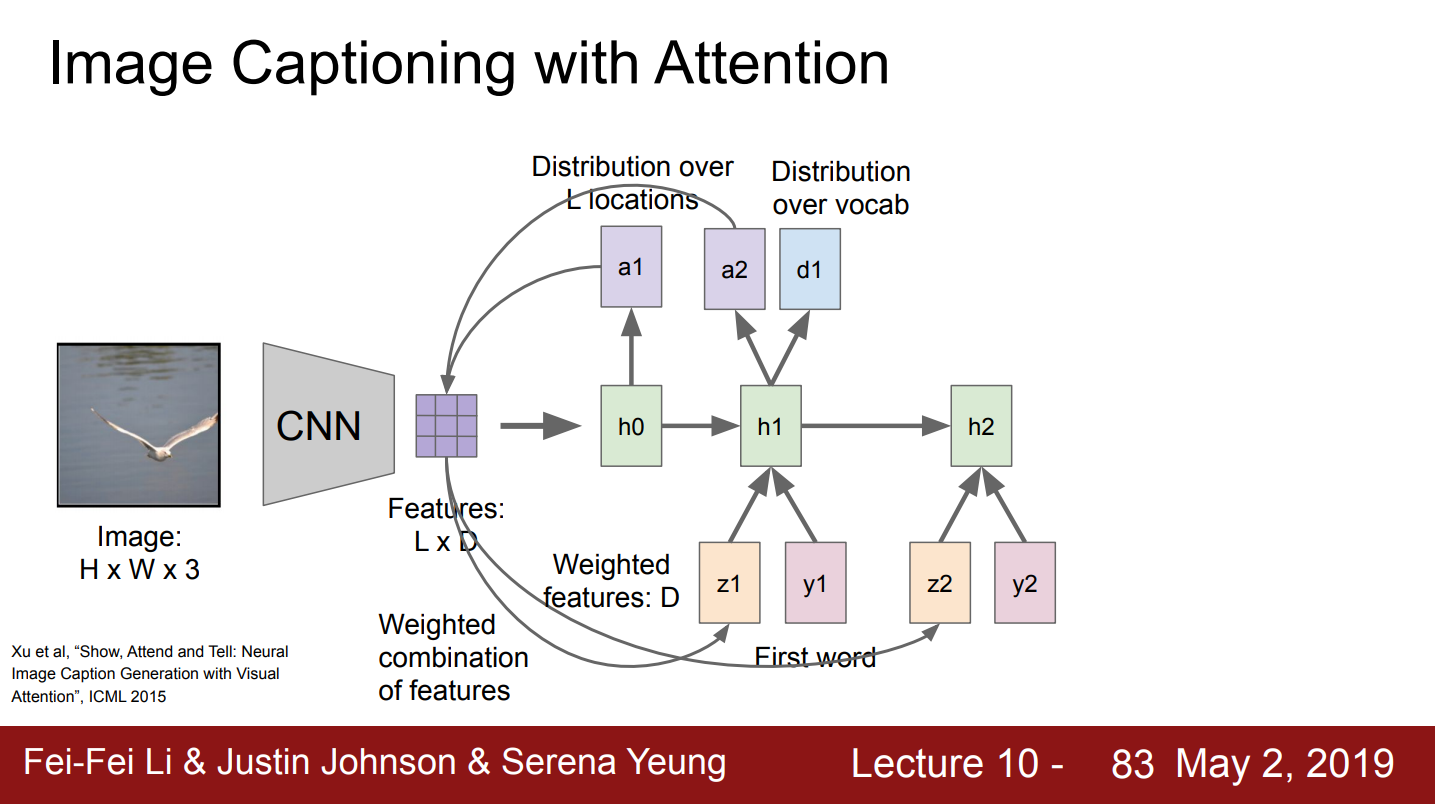 Image Captioning with Attention
Distribution over
L locations
Distribution
over vocab
a1
a2
d1
CNN
h0
h1
h2
Features:
L x D
Image:
H x W x 3
Weighted
features: D
z1
y1
z2
y2
Weighted
combination
of features
First word
Xu et al, “Show, Attend and Tell: Neural
Image Caption Generation with Visual
Attention”, ICML 2015
Fei-Fei Li & Justin Johnson & Serena Yeung
Lecture 10 - 83 May 2, 2019